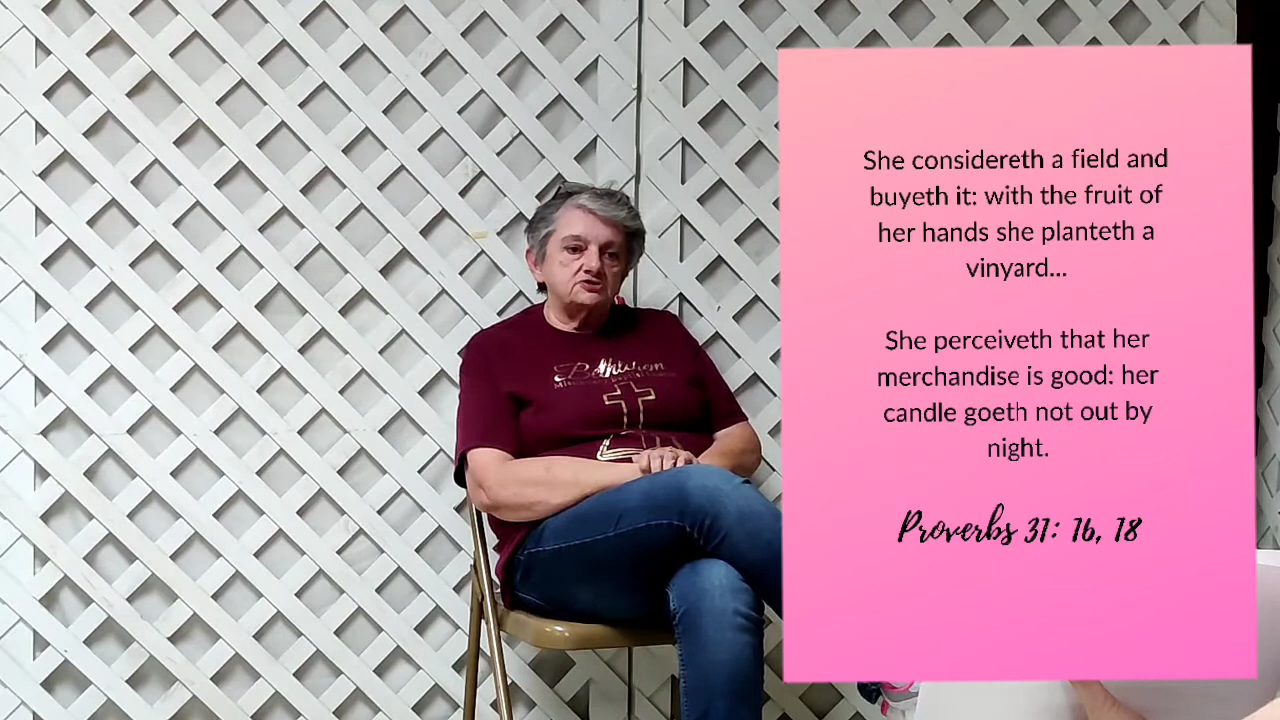 She considereth a field and
buyeth it: with the fruit of
her hands she planteth a
vinyard...
She perceiveth that her
merchandise is good: her
candle goeth not out by
night.
Proverbs 31: 16, 18